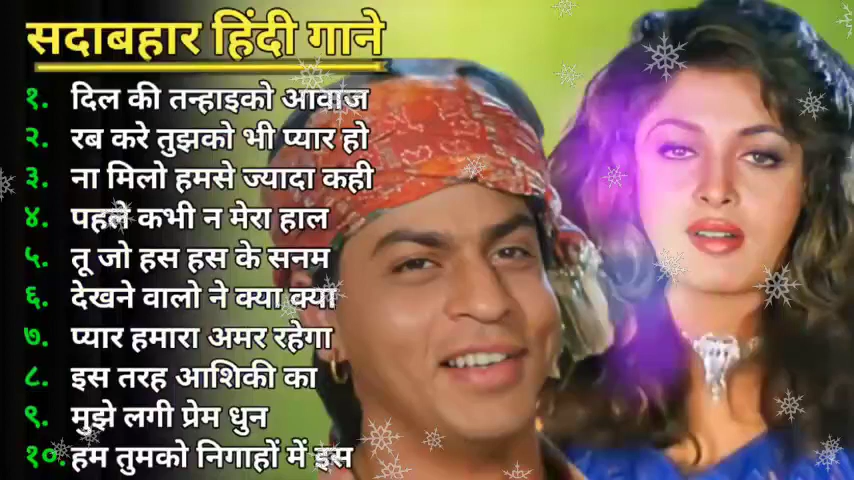 सदाबहार हिंदी गाने
१. दिल की तन्हाइको आवाज
२. रब करे तुझको भी प्यार हो
३. ना मिलो हमसे ज्यादा कही
४. पहले कभी न मेरा हाल
५. तू जो हस हस के सनम
६. देखने वालो ने क्या क्या
७. प्यार हमारा अमर रहेगा
८. इस तरह आशिकी का
९. मुझे लगी प्रेम धुन
१०. हम तुमको निगाहों में इस